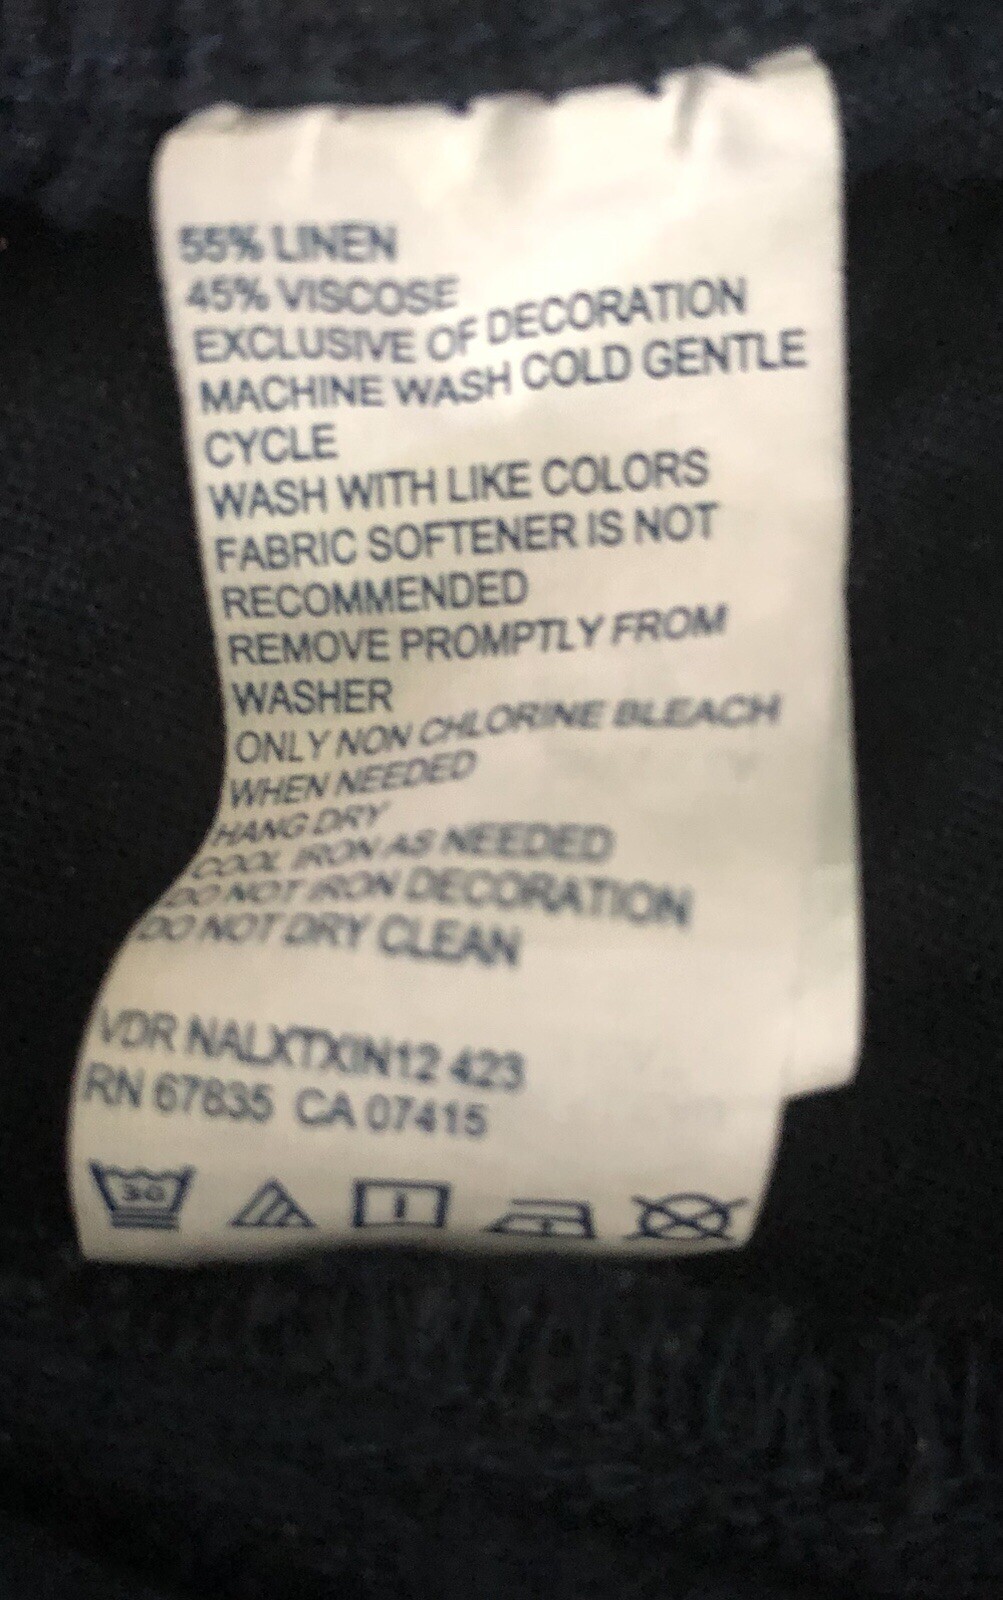 55% LINEN
45% VISCOSE
EXCLUSIVE OF DECORATION
MACHINE WASH COLD GENTLE
CYCLE
WASH WITH LIKE COLORS
FABRIC SOFTENER IS NOT
RECOMMENDED
REMOVE PROMPTLY FROM
WASHER
ONLY NON CHLORINE BLEACH
WHEN NEEDED
HANG DRY
COOL IRON AS NEEDED
DO NOT IRON DECORATION
DO NOT DRY CLEAN
VDR NALXTXIN12 423
RN 67835 CA 07415
30